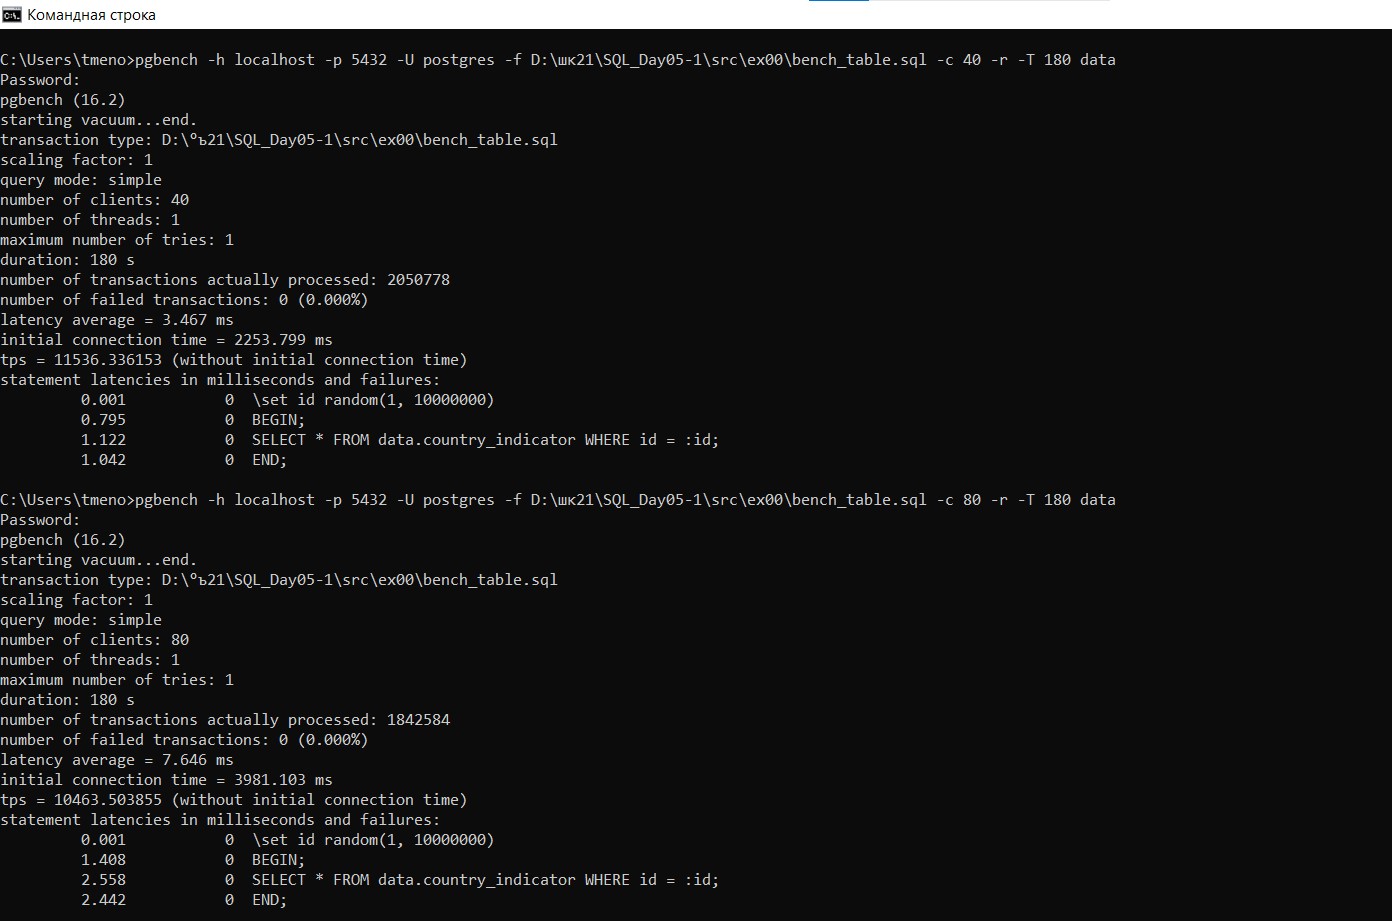 Командная строка
C:\Users\tmeno>pgbench -h localhost -p 5432 -U postgres -f D:\шк21\SQL_Day05-1\src\ex00\bench_table.sql -c 40 -r -T 180 data
Password:
pgbench (16.2)
starting vacuum...end.
transaction type: D:\ºъ21\SQL_Day05-1\src\ex00\bench_table.sql
scaling factor: 1
query mode: simple
number of clients: 40
number of threads: 1
maximum number of tries: 1
duration: 180 s
number of transactions actually processed: 2050778
number of failed transactions: 0 (0.000%)
latency average = 3.467 ms
initial connection time = 2253.799 ms
tps = 11536.336153 (without initial connection time)
statement latencies in milliseconds and failures:
0.001 0 \set id random(1, 10000000)
0.795 0 BEGIN;
1.122 0 SELECT * FROM data.country_indicator WHERE id = :id;
1.042 0 END;
C:\Users\tmeno>pgbench -h localhost -p 5432 -U postgres -f D:\шк21\SQL_Day05-1\src\ex00\bench_table.sql -c 80 -r -T 180 data
Password:
pgbench (16.2)
starting vacuum...end.
transaction type: D:\ºъ21\SQL_Day05-1\src\ex00\bench_table.sql
scaling factor: 1
query mode: simple
number of clients: 80
number of threads: 1
maximum number of tries: 1
duration: 180 s
number of transactions actually processed: 1842584
number of failed transactions: 0 (0.000%)
latency average = 7.646 ms
initial connection time = 3981.103 ms
tps = 10463.503855 (without initial connection time)
statement latencies in milliseconds and failures:
0.001 0 \set id random(1, 10000000)
1.408 0 BEGIN;
2.558 0 SELECT * FROM data.country_indicator WHERE id = :id;
2.442 0 END;